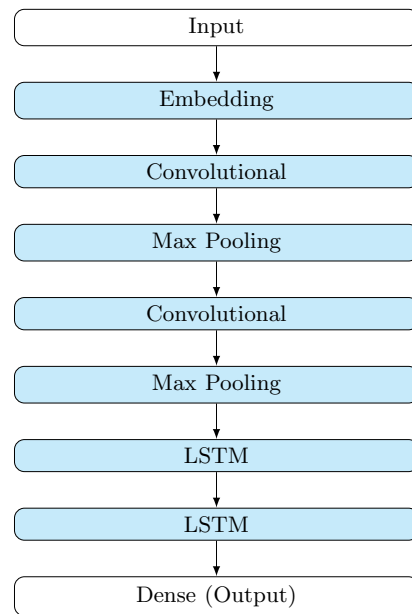 Input
Embedding
Convolutional
Max Pooling
Convolutional
Max Pooling
LSTM
LSTM
Dense (Output)